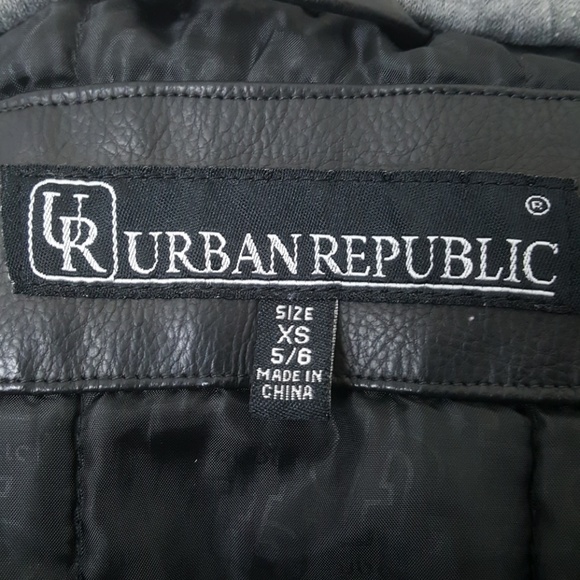 UR URBAN REPUBLIC ®
SIZE
XS
5/6
MADE IN
CHINA